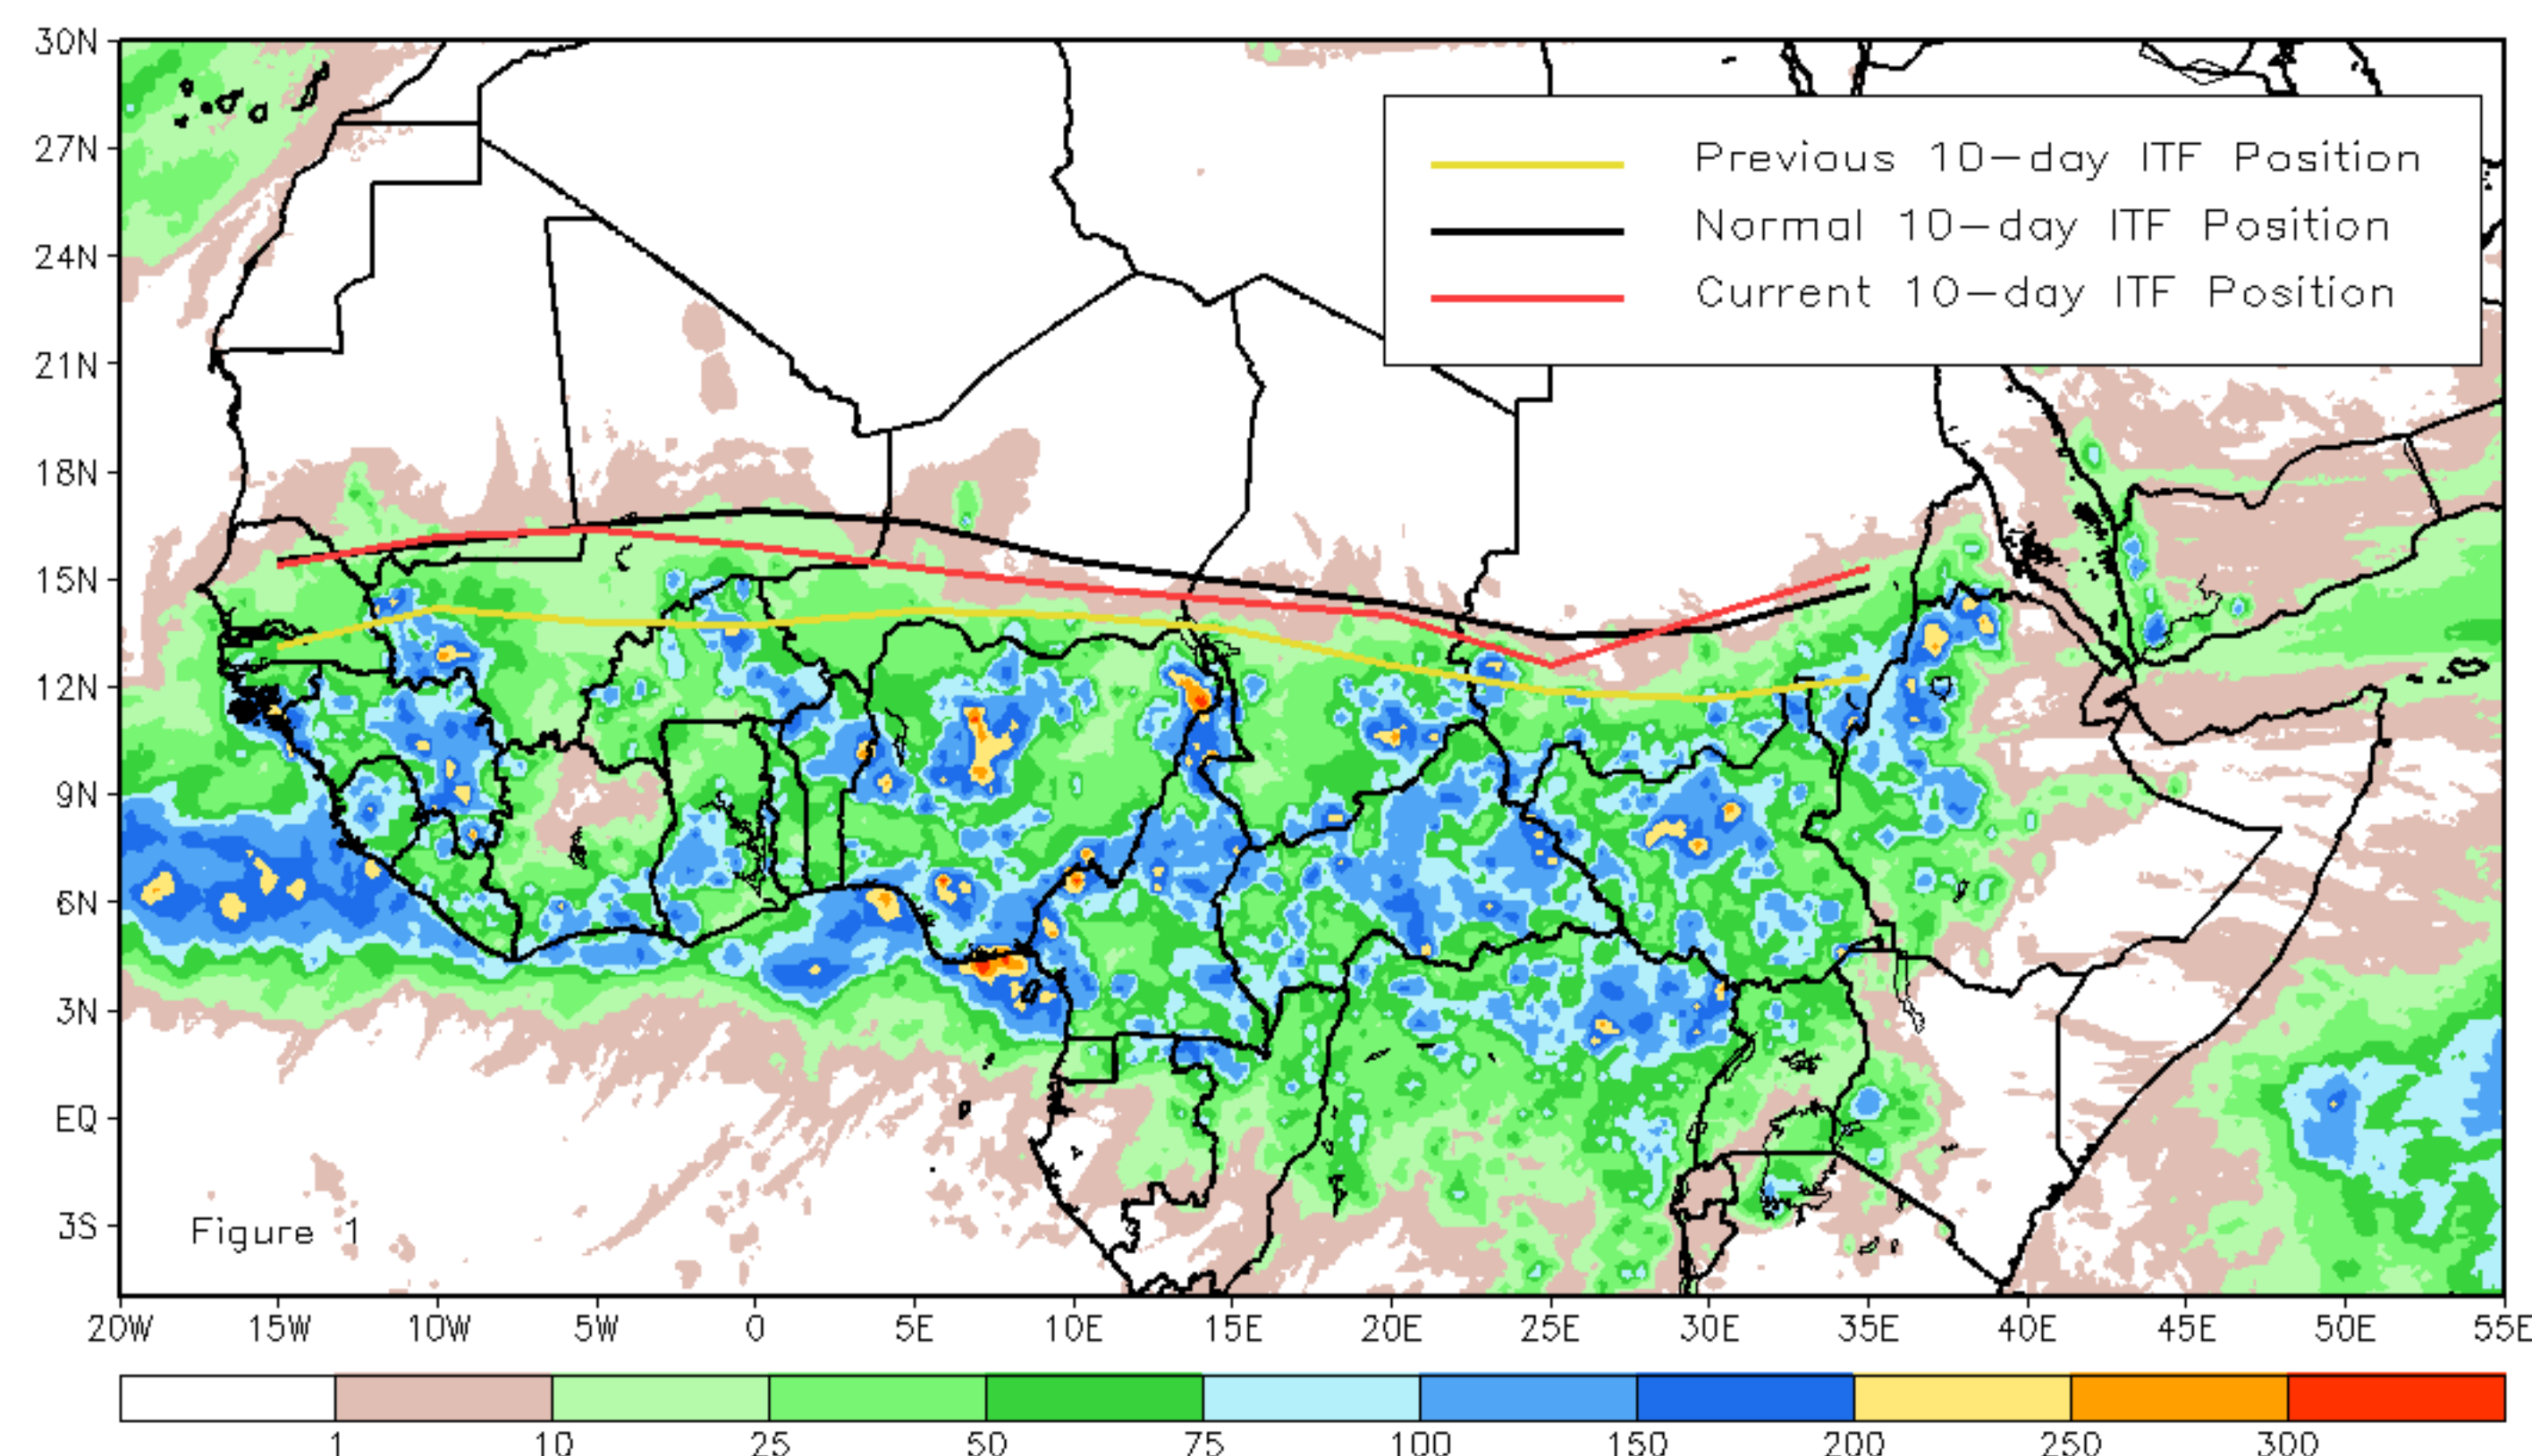 30N
27N
24N
21N
18N
15N
12N
9N
6N
3N
EQ
3S
Previous 10-day ITF Position
Normal 10-day ITF Position
Current 10-day ITF Position
Figure 1
20W 15W 10W 5W 0 5E 10E 15E 20E 25E 30E 35E 40E 45E 50E 55E
1 10 25 50 75 100 150 200 250 300